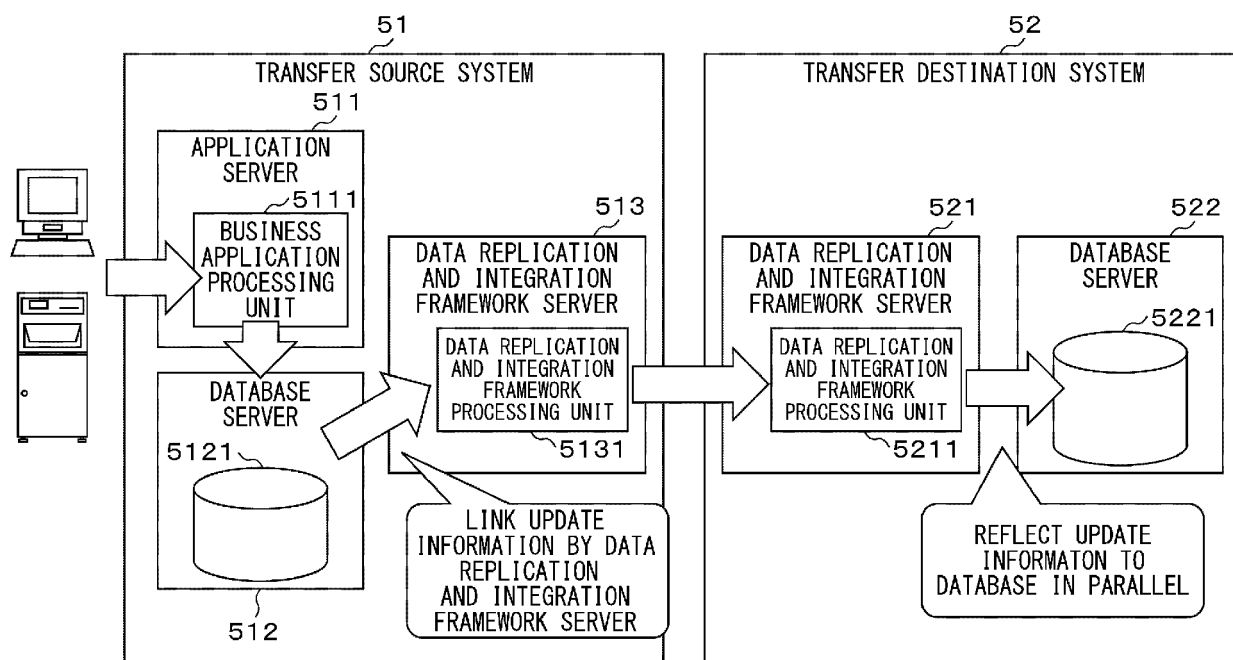 51
TRANSFER SOURCE SYSTEM
511
APPLICATION
SERVER
5111
BUSINESS
APPLICATION
PROCESSING
UNIT
DATABASE
SERVER
5121
512
513
DATA REPLICATION
AND INTEGRATION
FRAMEWORK SERVER
DATA REPLICATION
AND INTEGRATION
FRAMEWORK
PROCESSING UNIT
5131
LINK UPDATE
INFORMATION BY DATA
REPLICATION
AND INTEGRATION
FRAMEWORK SERVER
52
TRANSFER DESTINATION SYSTEM
521
DATA REPLICATION
AND INTEGRATION
FRAMEWORK SERVER
DATA REPLICATION
AND INTEGRATION
FRAMEWORK
PROCESSING UNIT
5211
522
DATABASE
SERVER
5221
REFLECT UPDATE
INFORMATON TO
DATABASE IN PARALLEL